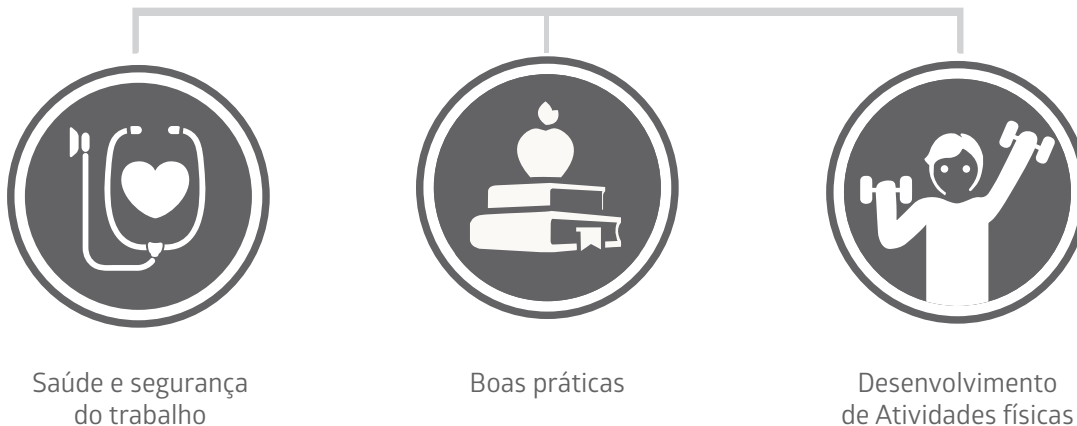 Saúde e segurança
do trabalho
Boas práticas
Desenvolvimento
de Atividades físicas